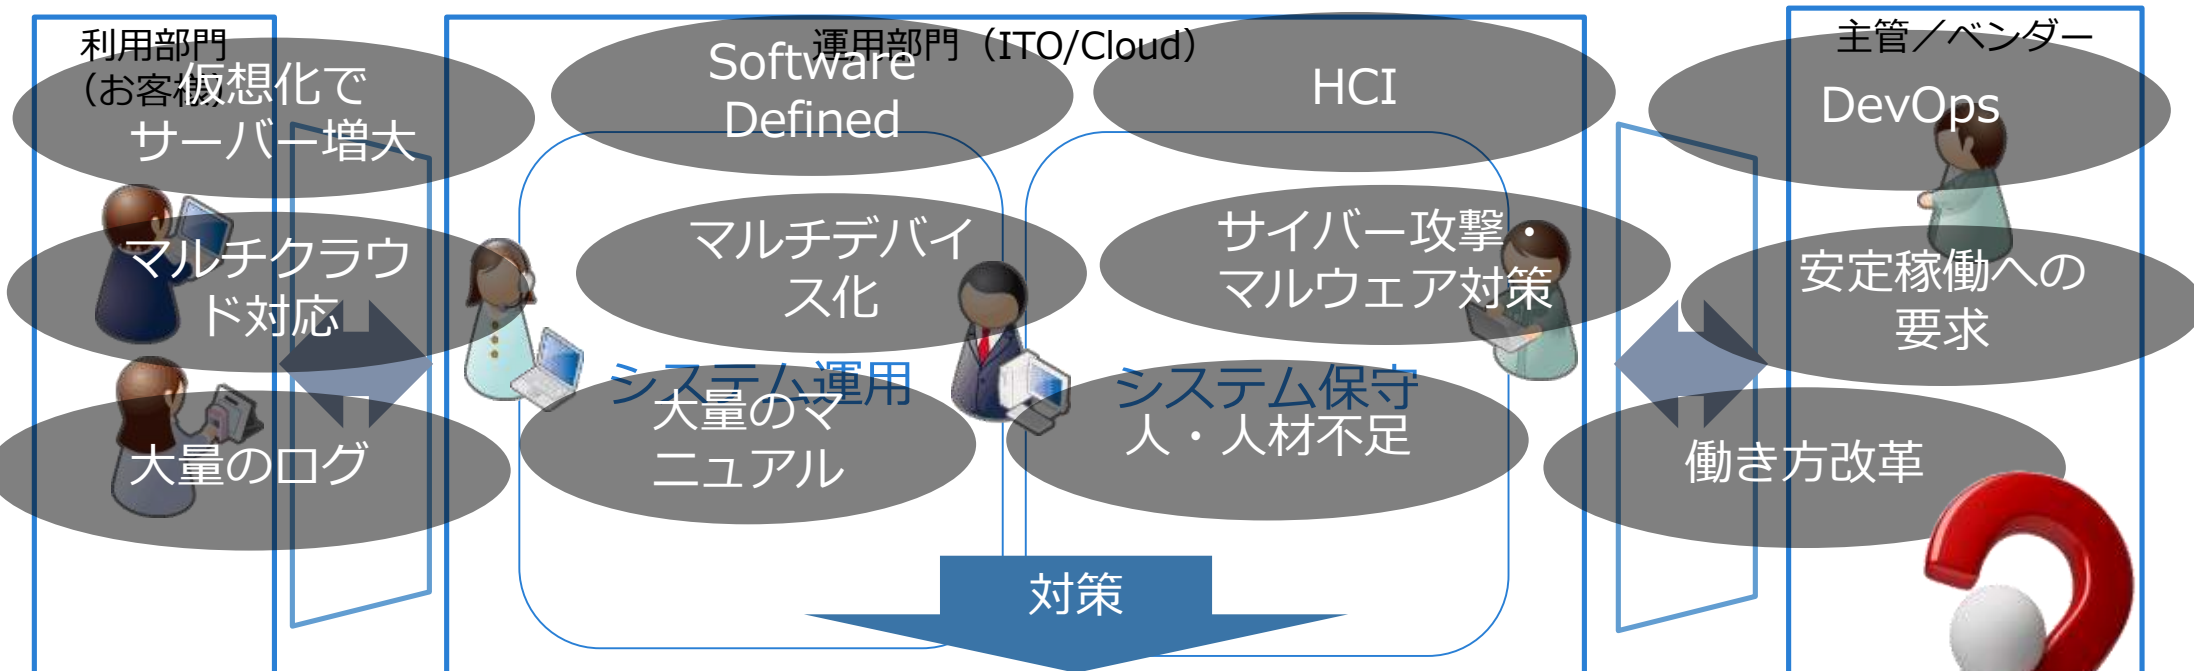 利用部門
（お客様）
運用部門（ITO/Cloud）
主管／ベンダー
仮想化で
サーバー増大
Software
Defined
HCI
DevOps
マルチクラウ
ド対応
マルチデバイ
ス化
サイバー攻撃・
マルウェア対策
安定稼働への
要求
システム運用
システム保守
大量のログ
大量のマ
ニュアル
人・人材不足
働き方改革
対策